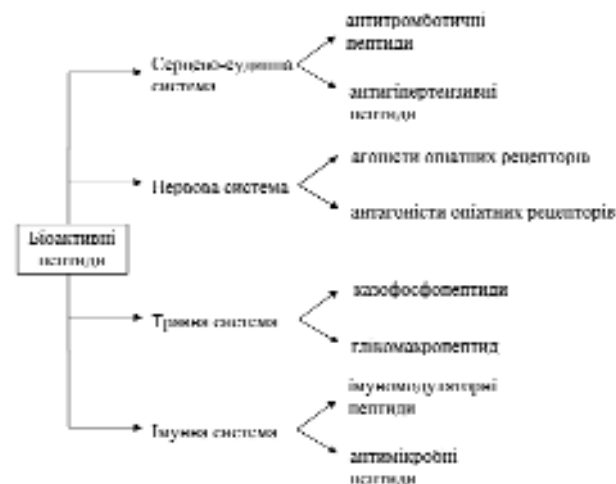 антитромботичні
пептиди
Серцево-судинна
система
антигіпертензивні
пептиди
агоністи опіатних рецепторів
Нервова система
антагоністи опіатних рецепторів
Біоактивні
пептиди
казофосфопептиди
Травна система
глікомакропептид
імуномодуляторні
пептиди
Імунна система
антимікробні
пептиди